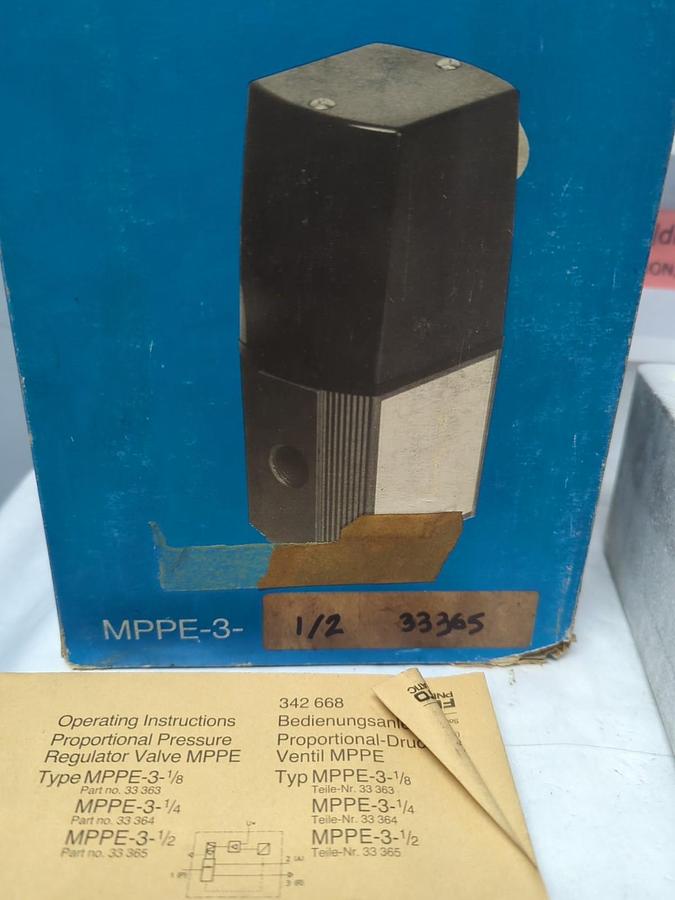 MPPE-3- 1/2 33365
342 668
Operating Instructions
Proportional Pressure
Regulator Valve MPPE
Type MPPE-3-1/8
Part no. 33 363
MPPE-3-1/4
Part no. 33 364
MPPE-3-1/2
Part no. 33 365
Ventil MPPE
Typ MPPE-3-1/8
Teile-Nr. 33 363
MPPE-3-1/4
Teile-Nr. 33 364
MPPE-3-1/2
Teile-Nr. 33 365
1 (P)
2 (A)
3 (R)